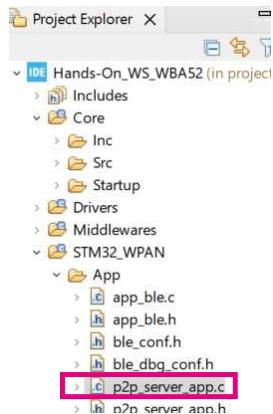 Project Explorer
IDE Hands-On_WS_WBA52 (in project
Includes
Core
Inc
Src
Startup
Drivers
Middlewares
STM32_WPAN
App
.c app_ble.c
.h app_ble.h
.h ble_conf.h
.h ble_dbg_conf.h
.c p2p_server_app.c
.h p2p_server_app.h